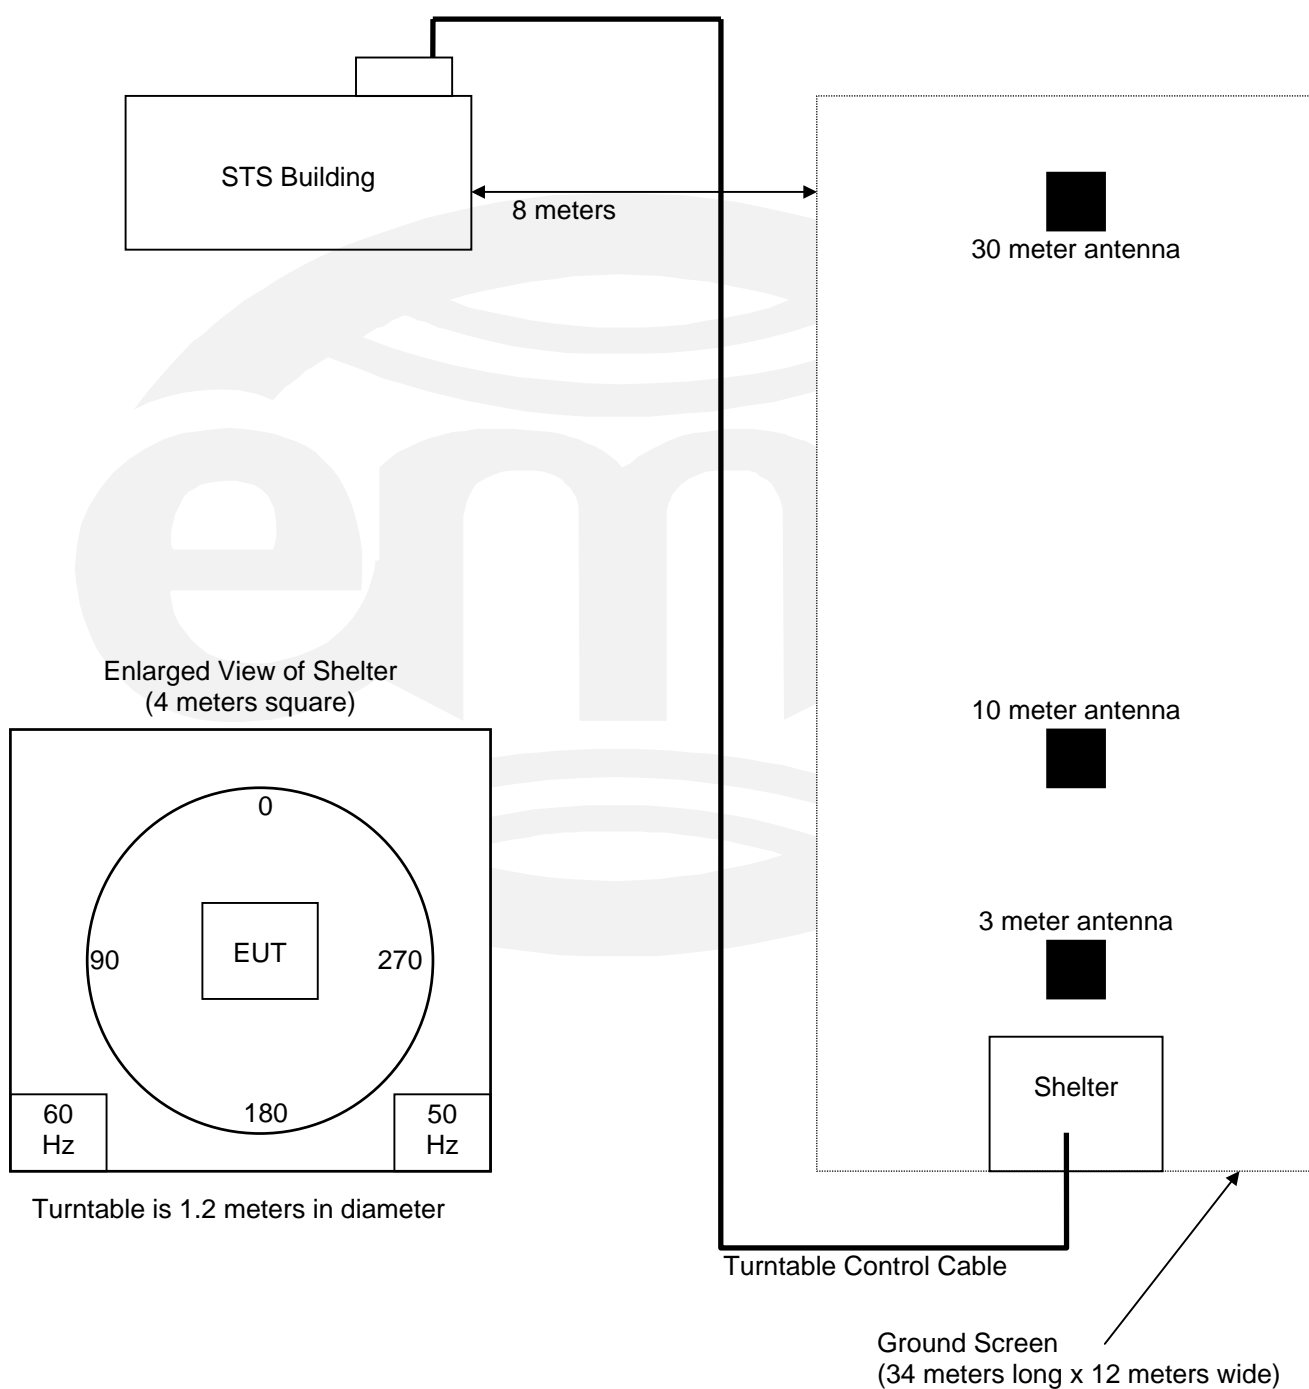 STS Building
8 meters
30 meter antenna
Enlarged View of Shelter
(4 meters square)
10 meter antenna
0
3 meter antenna
90
EUT
270
Shelter
60
Hz
180
50
Hz
Turntable is 1.2 meters in diameter
Turntable Control Cable
Ground Screen
(34 meters long x 12 meters wide)